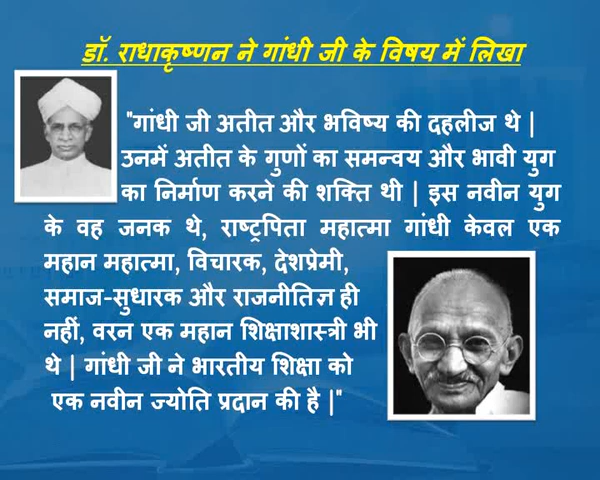 डॉ. राधाकृष्णन ने गांधी जी के विषय में लिखा
"गांधी जी अतीत और भविष्य की दहलीज थे |
उनमें अतीत के गुणों का समन्वय और भावी युग
का निर्माण करने की शक्ति थी | इस नवीन युग
के वह जनक थे, राष्ट्रपिता महात्मा गांधी केवल एक
महान महात्मा, विचारक, देशप्रेमी,
समाज-सुधारक और राजनीतिज्ञ ही
नहीं, वरन एक महान शिक्षाशास्त्री भी
थे | गांधी जी ने भारतीय शिक्षा को
एक नवीन ज्योति प्रदान की है |"